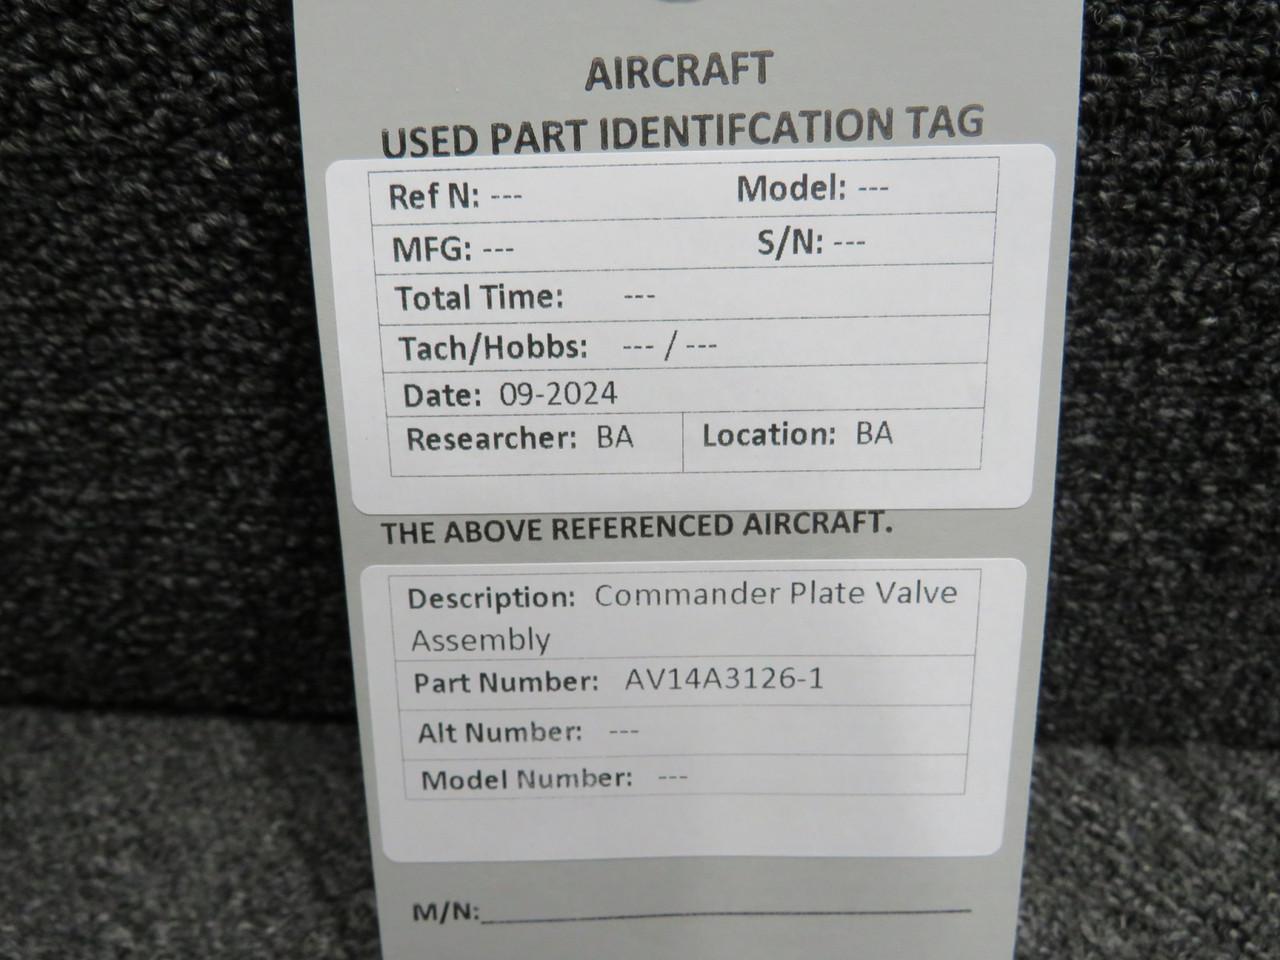 AIRCRAFT
USED PART IDENTIFCATION TAG
Ref N: --- Model: ---
MFG: --- S/N: ---
Total Time: ---
Tach/Hobbs: --- / ---
Date: 09-2024
Researcher: BA Location: BA
THE ABOVE REFERENCED AIRCRAFT.
Description: Commander Plate Valve
Assembly
Part Number: AV14A3126-1
Alt Number: ---
Model Number: ---
M/N: